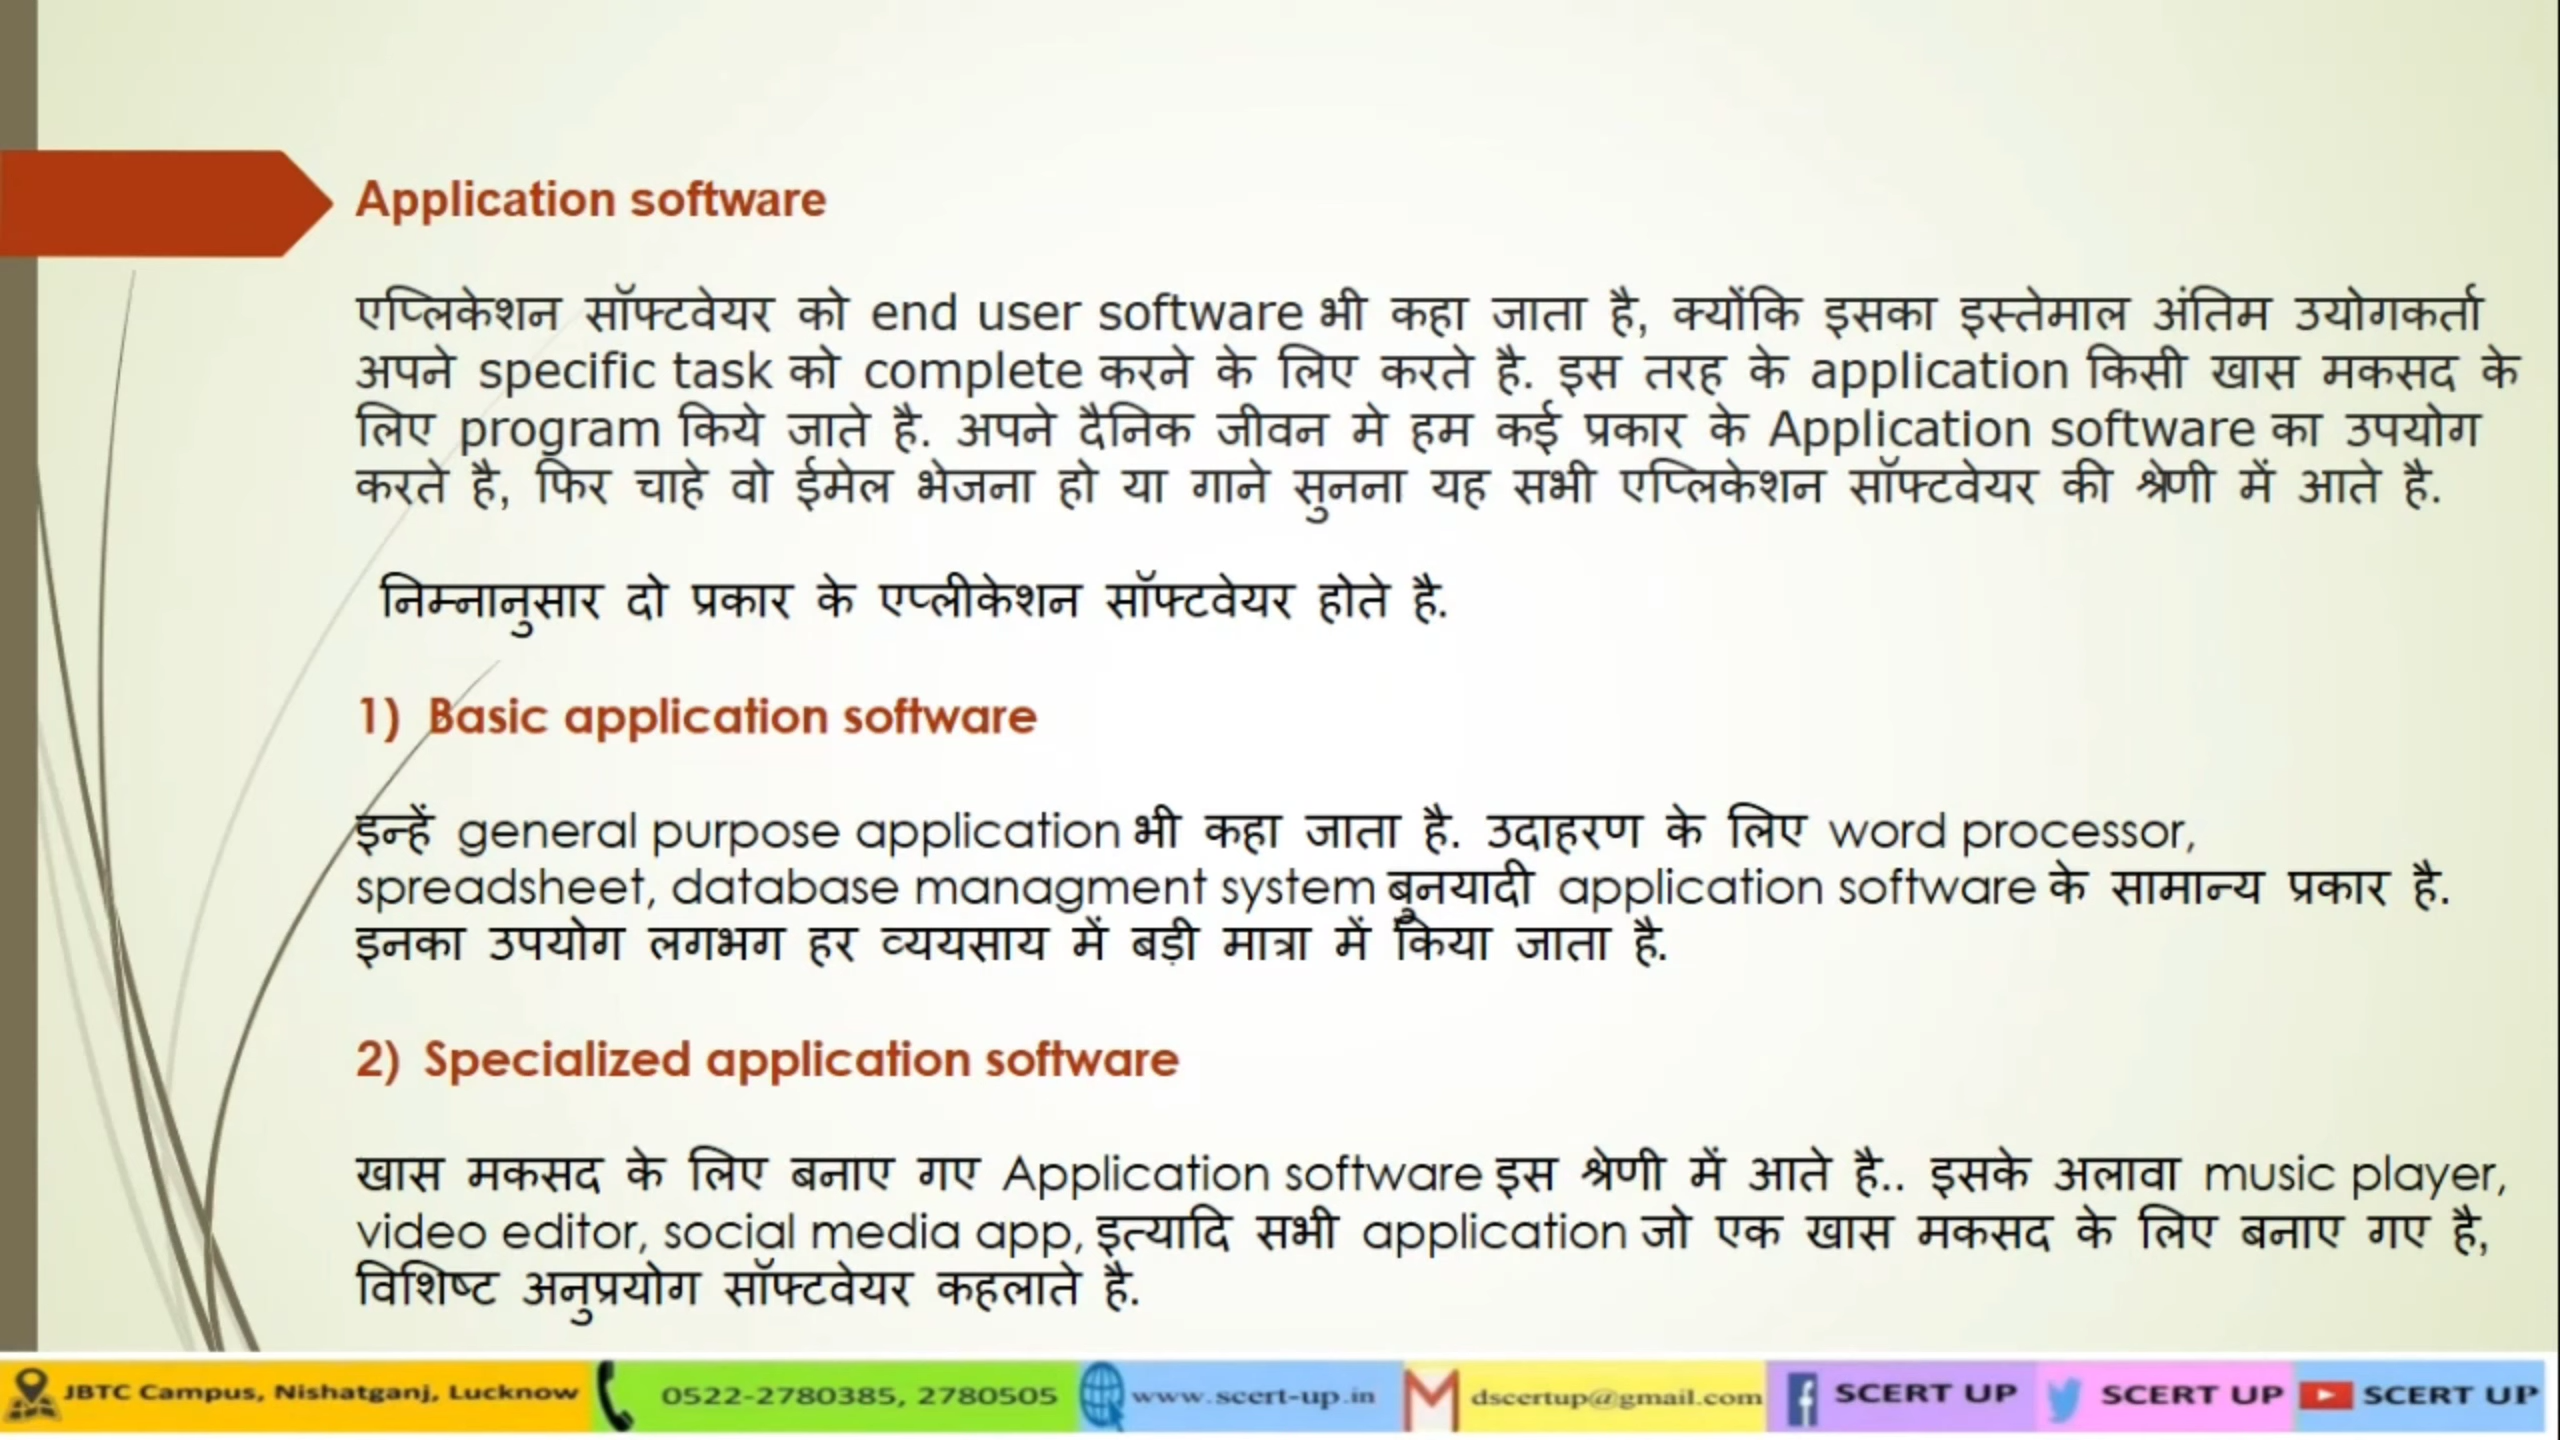 Application software
एप्लिकेशन सॉफ्टवेयर को end user software भी कहा जाता है, क्योंकि इसका इस्तेमाल अंतिम उयोगकर्ता
अपने specific task को complete करने के लिए करते है. इस तरह के application किसी खास मकसद के
लिए program किये जाते है. अपने दैनिक जीवन मे हम कई प्रकार के Application software का उपयोग
करते है, फिर चाहे वो ईमेल भेजना हो या गाने सुनना यह सभी एप्लिकेशन सॉफ्टवेयर की श्रेणी में आते है.
निम्नानुसार दो प्रकार के एप्लीकेशन सॉफ्टवेयर होते है.
1) Basic application software
इन्हें general purpose application भी कहा जाता है. उदाहरण के लिए word processor,
spreadsheet, database managment system बुनयादी application software के सामान्य प्रकार है.
इनका उपयोग लगभग हर व्ययसाय में बड़ी मात्रा में किया जाता है.
2) Specialized application software
खास मकसद के लिए बनाए गए Application software इस श्रेणी में आते है.. इसके अलावा music player,
video editor, social media app, इत्यादि सभी application जो एक खास मकसद के लिए बनाए गए है,
विशिष्ट अनुप्रयोग सॉफ्टवेयर कहलाते है.
JBTC Campus, Nishatganj, Lucknow 0522-2780385, 2780505 www.scert-up.in dscertup@gmail.com SCERT UP SCERT UP SCERT UP